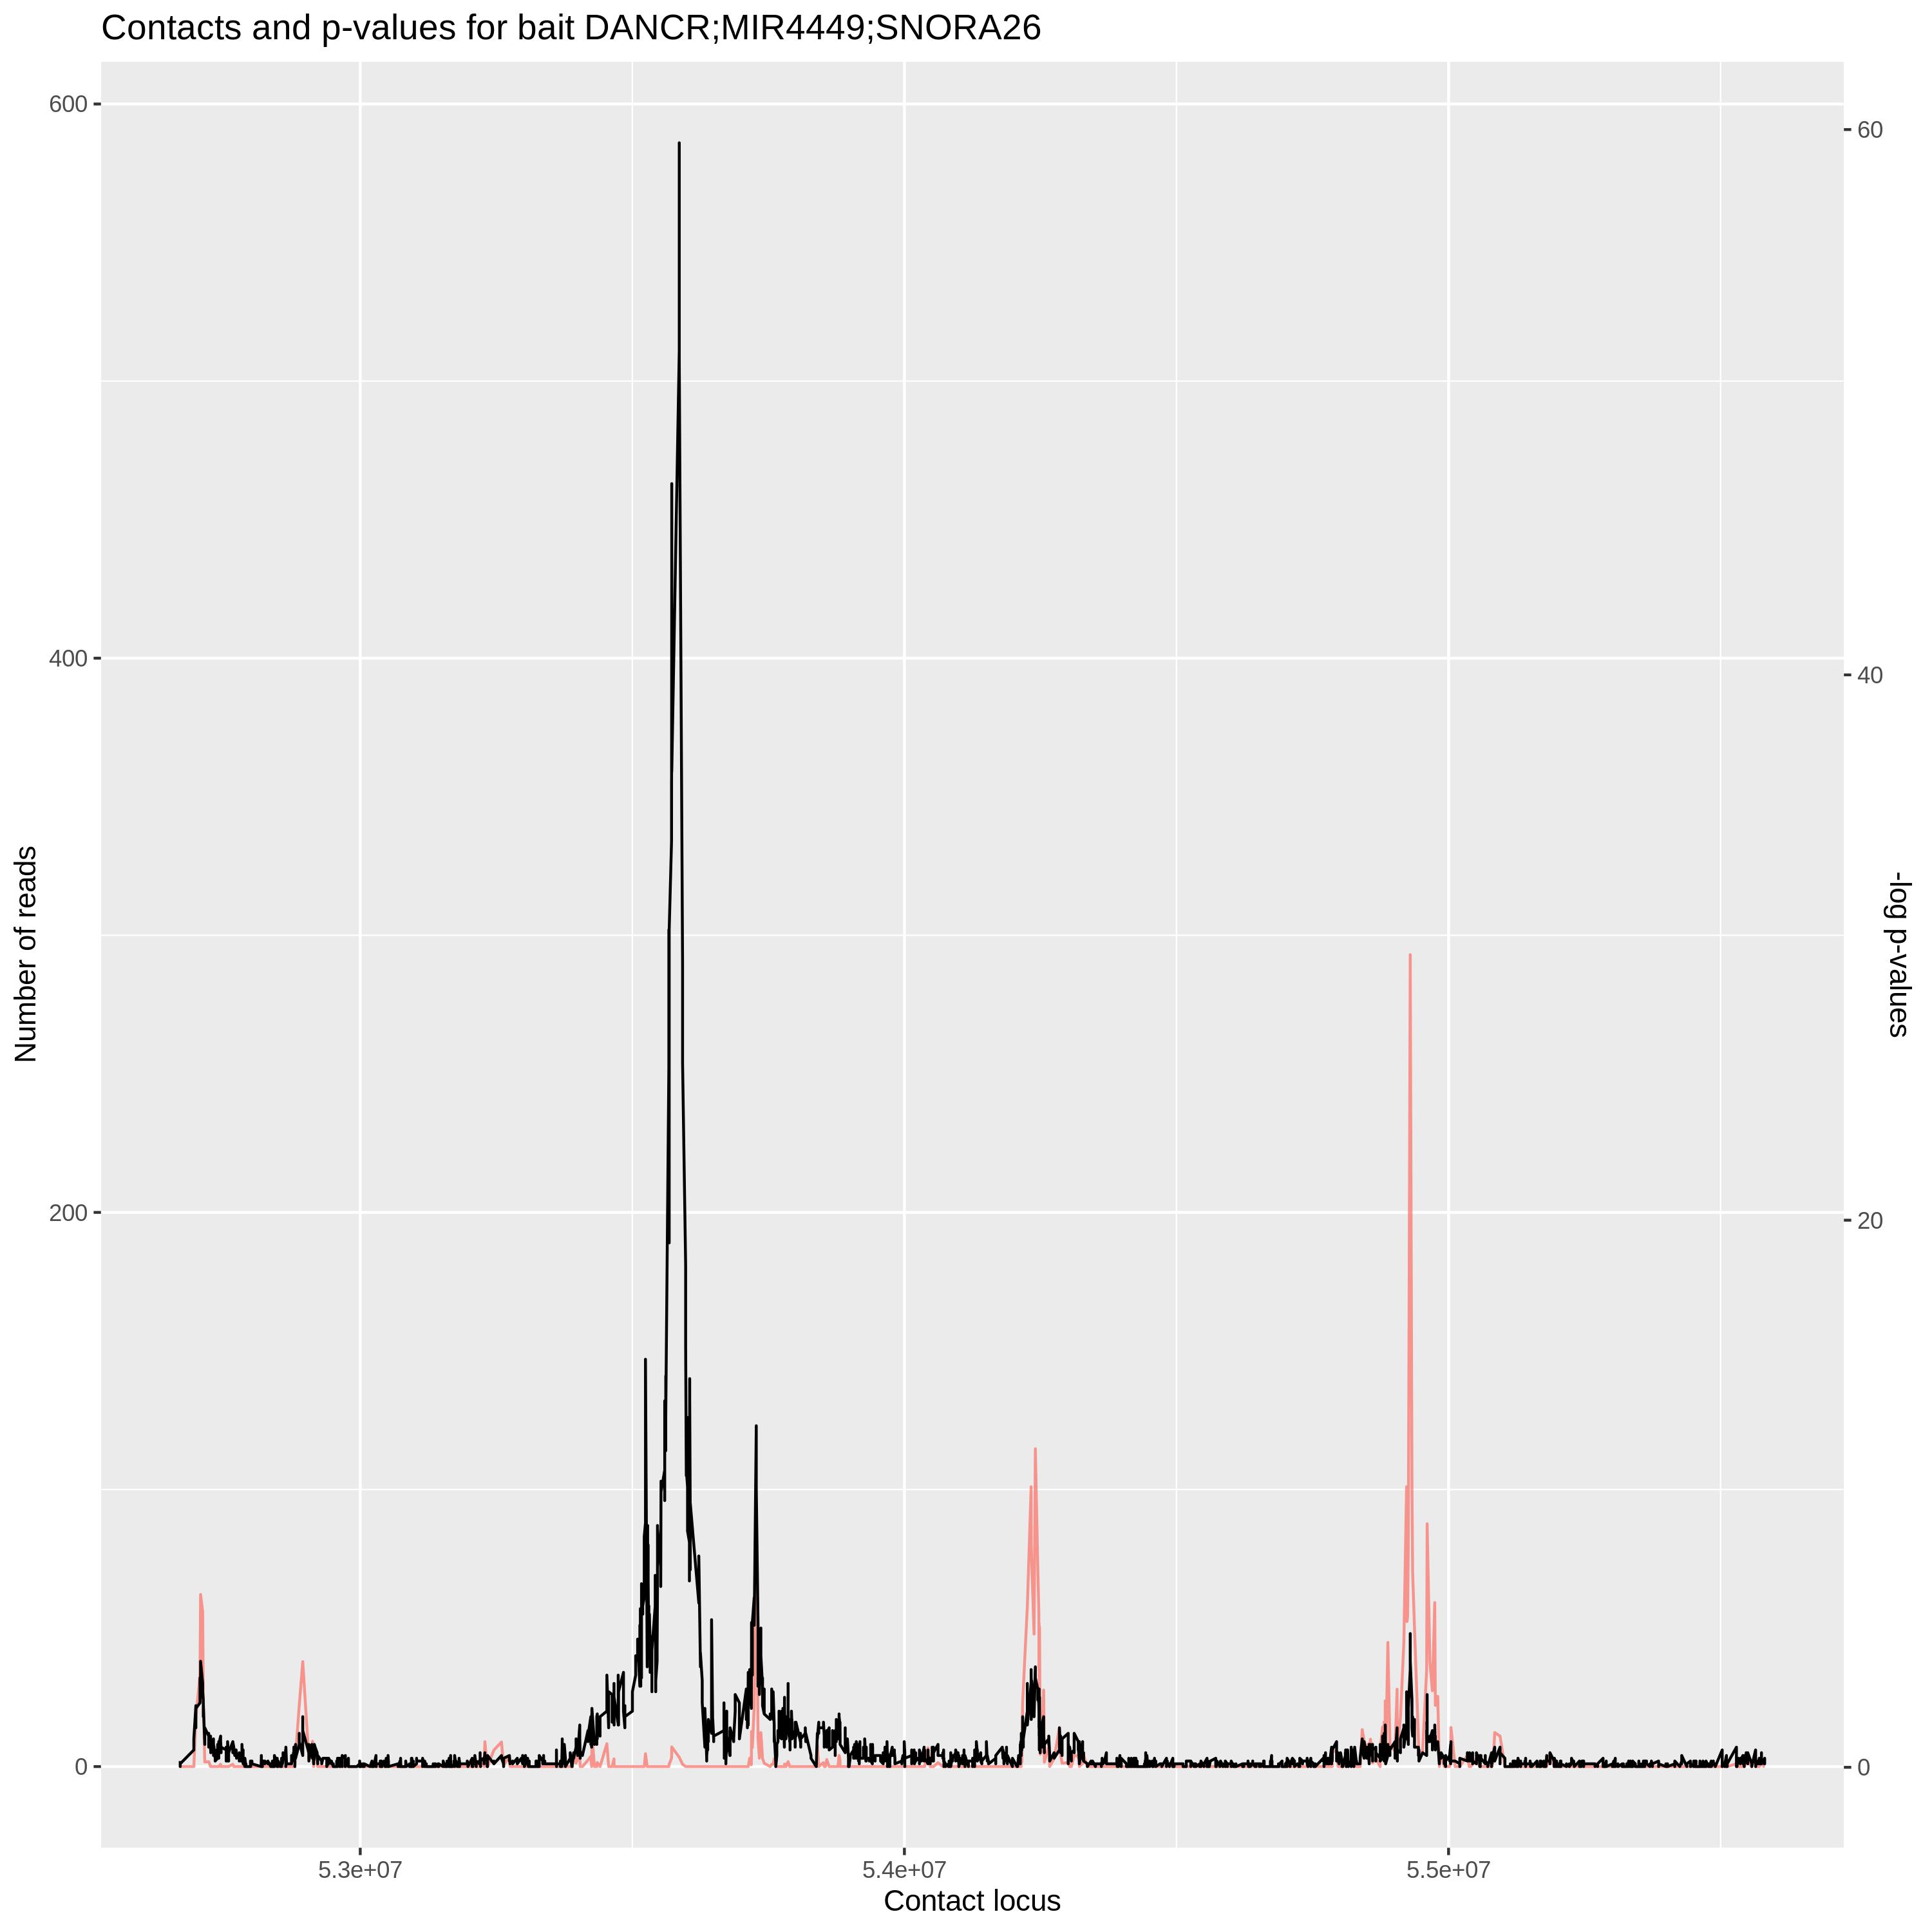 Contacts and p-values for bait DANCR;MIR4449;SNORA26
600
400
200
0
Number of reads
60
40
20
0
-log p-values
5.3e+07
5.4e+07
5.5e+07
Contact locus